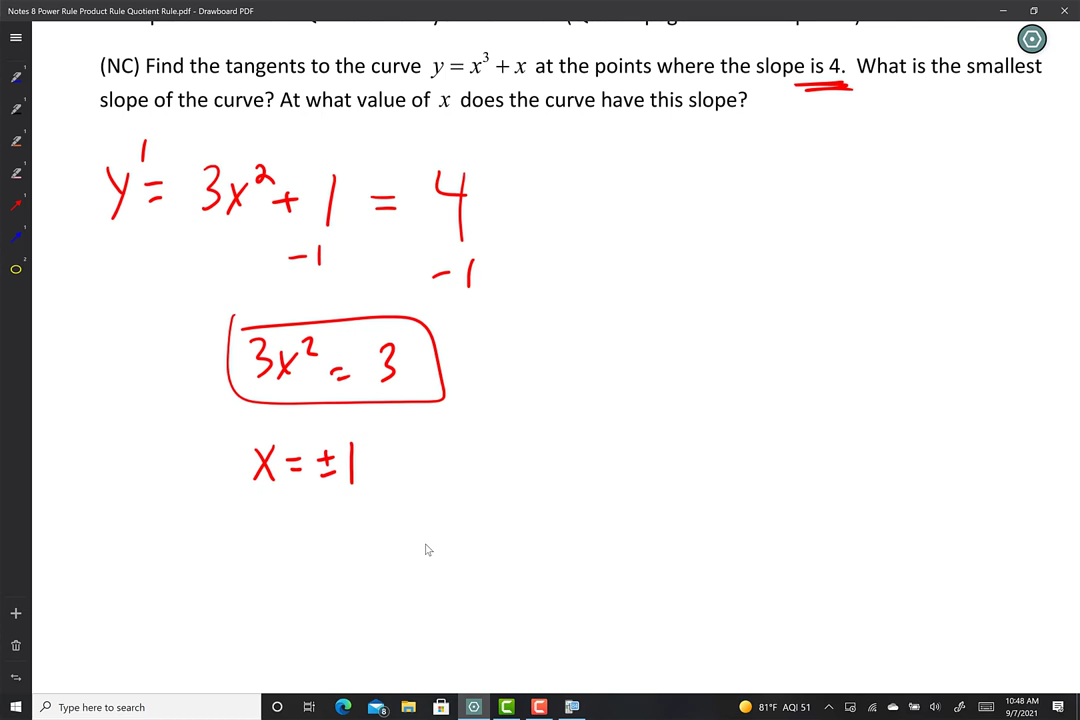 Notes 8 Power Rule Product Rule Quotient Rule.pdf - Drawboard PDF
(NC) Find the tangents to the curve y = x³ + x at the points where the slope is 4. What is the smallest
slope of the curve? At what value of x does the curve have this slope?
y' = 3x² + 1 = 4
-1 -1
3x² = 3
x = ±1
Type here to search
8
81°F AQI 51
10:48 AM
9/7/2021